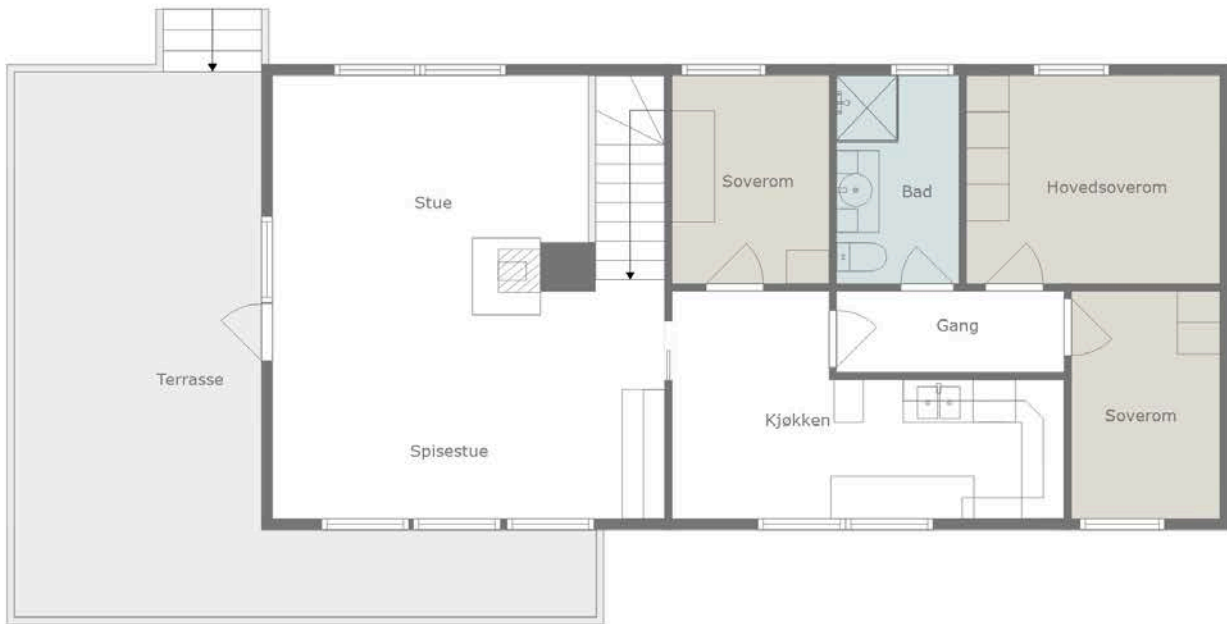 Soverom
Bad
Hovedsoverom
Stue
Gang
Terrasse
Kjøkken
Soverom
Spisestue